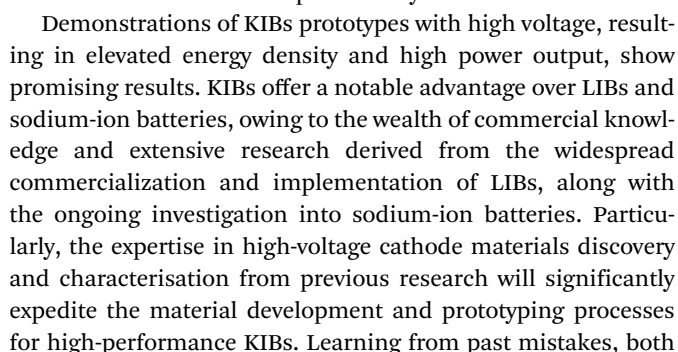 Demonstrations of KIBs prototypes with high voltage, result-
ing in elevated energy density and high power output, show
promising results. KIBs offer a notable advantage over LIBs and
sodium-ion batteries, owing to the wealth of commercial knowl-
edge and extensive research derived from the widespread
commercialization and implementation of LIBs, along with
the ongoing investigation into sodium-ion batteries. Particu-
larly, the expertise in high-voltage cathode materials discovery
and characterisation from previous research will significantly
expedite the material development and prototyping processes
for high-performance KIBs. Learning from past mistakes, both